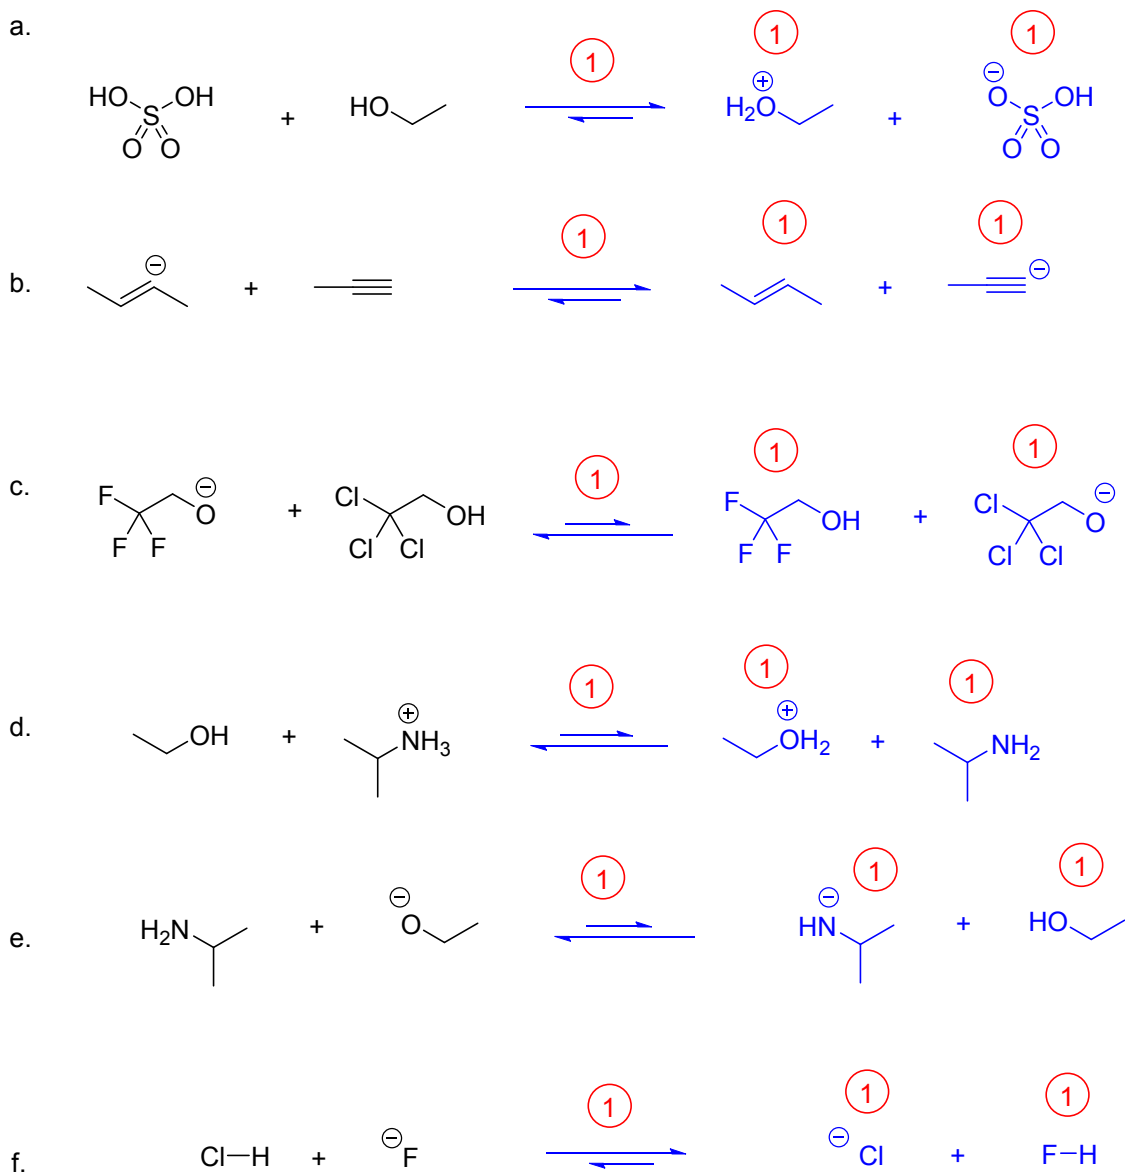 a.
1 1 1
HO OH S O O + HO H2O ⊕ + ⊖ O OH S O O
b.
1 1 1
⊖ + + ⊖
c.
1 1 1
F F F O ⊖ + Cl Cl Cl OH F F F OH + Cl Cl Cl O ⊖
d.
1 1 1
OH + ⊕ NH3 ⊕ OH2 + NH2
e.
1 1 1
H2N + ⊖ O ⊖ HN + HO
f.
1 1 1
Cl—H + ⊖ F ⊖ Cl + F—H